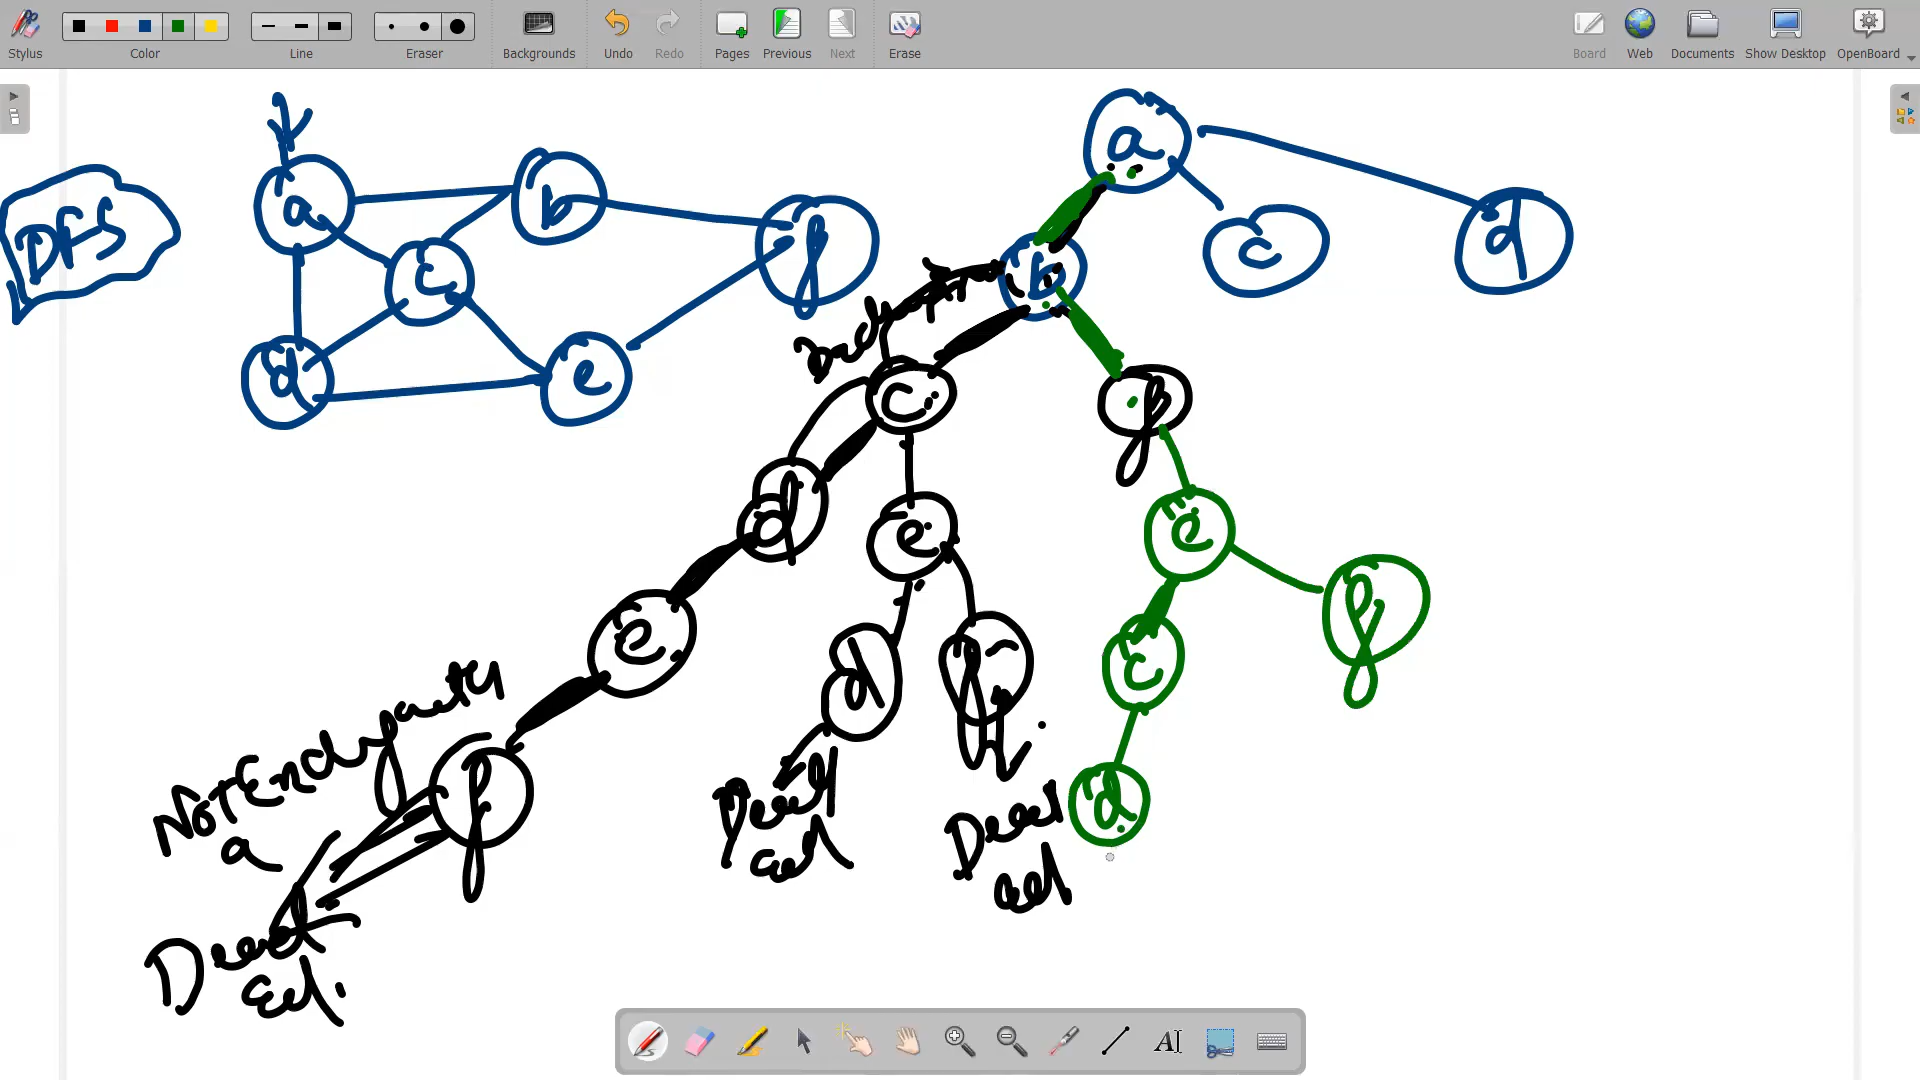 Stylus
Color
Line
Eraser
Backgrounds
Undo
Redo
Pages
Previous
Next
Erase
Board
Web
Documents
Show Desktop
OpenBoard
DFS
a
b
c
d
e
f
a
b
c
d
c
f
d
e
e
e
d
f
c
f
d
f
Not End
a
Dead
End.
Dead
End
Dead
end